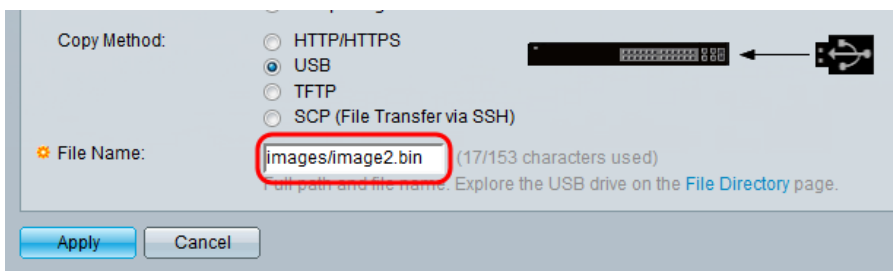 Copy Method:
HTTP/HTTPS
USB
TFTP
SCP (File Transfer via SSH)
File Name:
images/image2.bin (17/153 characters used)
Full path and file name. Explore the USB drive on the File Directory page.
Apply Cancel